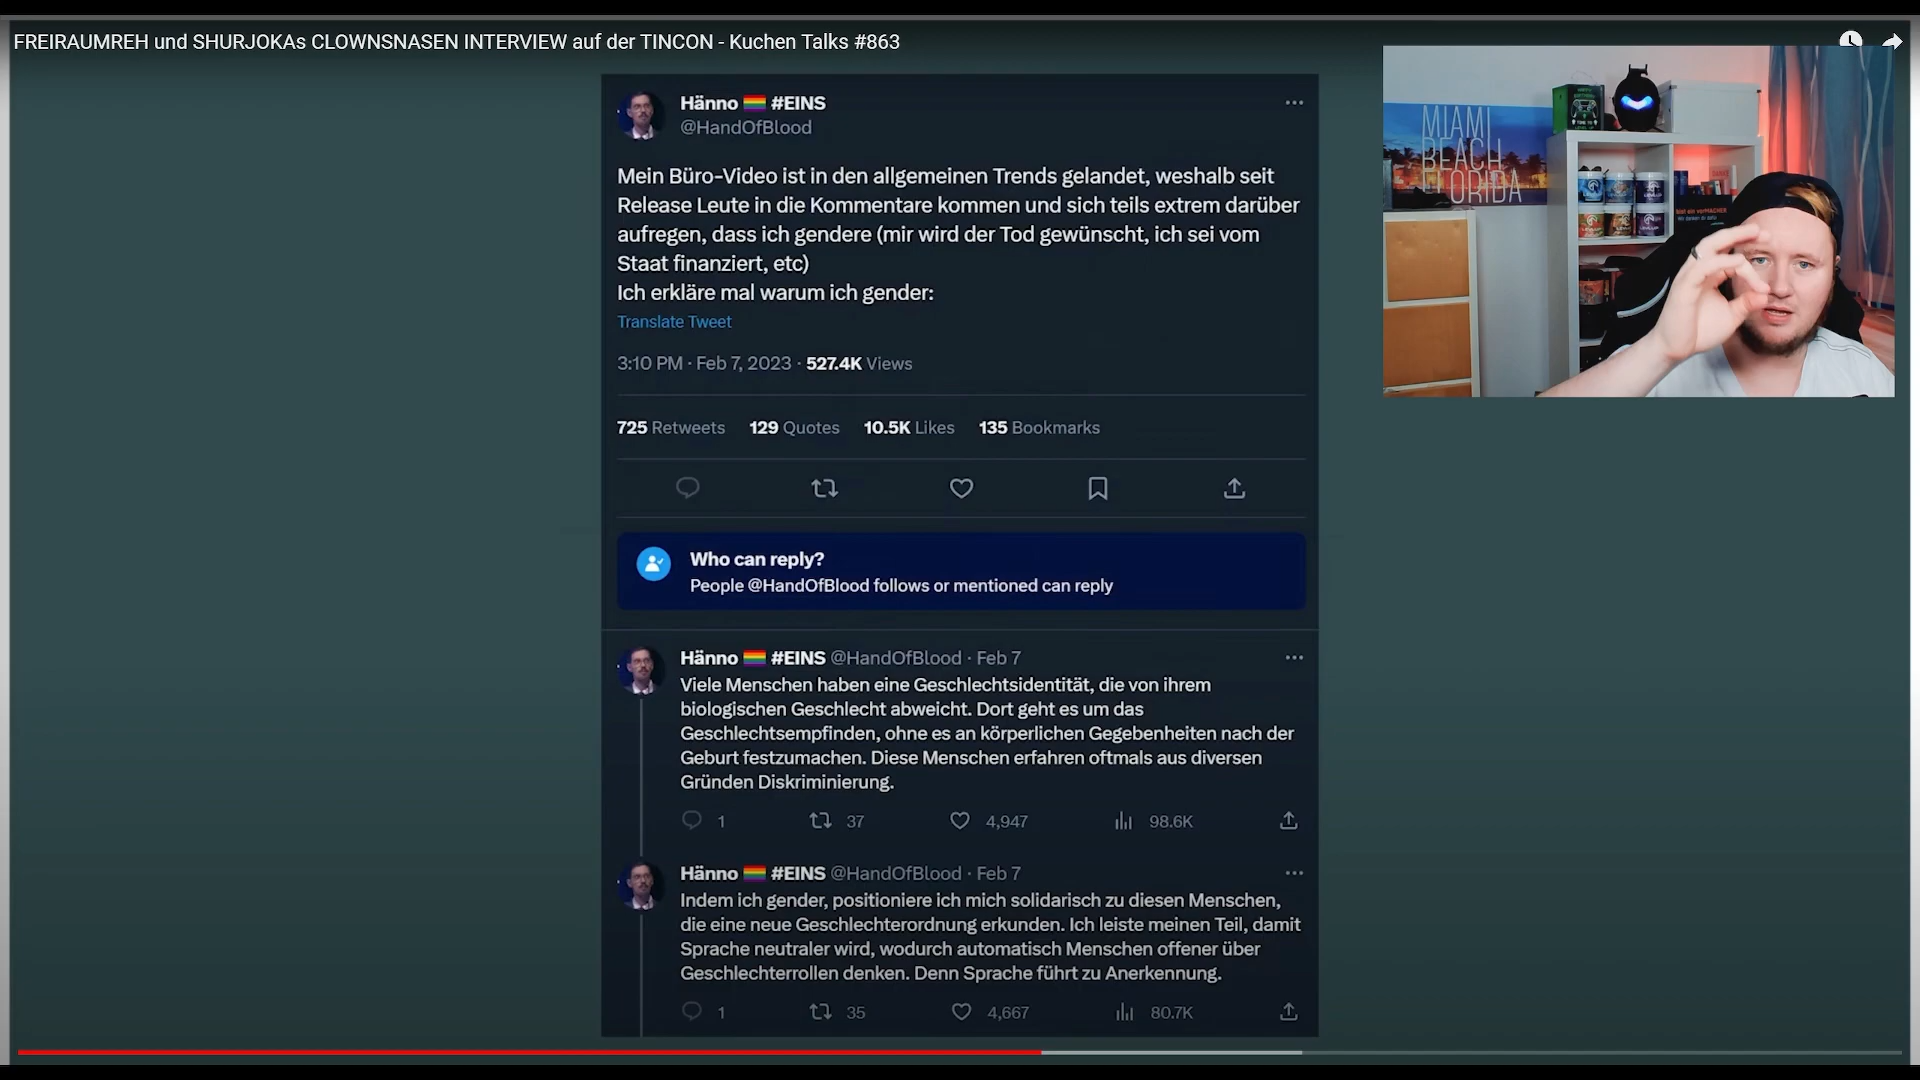 FREIRAUMREH und SHURJOKAs CLOWNSNASEN INTERVIEW auf der TINCON - Kuchen Talks #863
Hänno 🏳️‍🌈 #EINS
@HandOfBlood
Mein Büro-Video ist in den allgemeinen Trends gelandet, weshalb seit
Release Leute in die Kommentare kommen und sich teils extrem darüber
aufregen, dass ich gendere (mir wird der Tod gewünscht, ich sei vom
Staat finanziert, etc)
Ich erkläre mal warum ich gender:
Translate Tweet
3:10 PM · Feb 7, 2023 · 527.4K Views
725 Retweets 129 Quotes 10.5K Likes 135 Bookmarks
Who can reply?
People @HandOfBlood follows or mentioned can reply
Hänno 🏳️‍🌈 #EINS @HandOfBlood · Feb 7
Viele Menschen haben eine Geschlechtsidentität, die von ihrem
biologischen Geschlecht abweicht. Dort geht es um das
Geschlechtsempfinden, ohne es an körperlichen Gegebenheiten nach der
Geburt festzumachen. Diese Menschen erfahren oftmals aus diversen
Gründen Diskriminierung.
1 37 4,947 98.6K
Hänno 🏳️‍🌈 #EINS @HandOfBlood · Feb 7
Indem ich gender, positioniere ich mich solidarisch zu diesen Menschen,
die eine neue Geschlechterordnung erkunden. Ich leiste meinen Teil, damit
Sprache neutraler wird, wodurch automatisch Menschen offener über
Geschlechterrollen denken. Denn Sprache führt zu Anerkennung.
1 35 4,667 80.7K
MIAMI
BEACH
FLORIDA